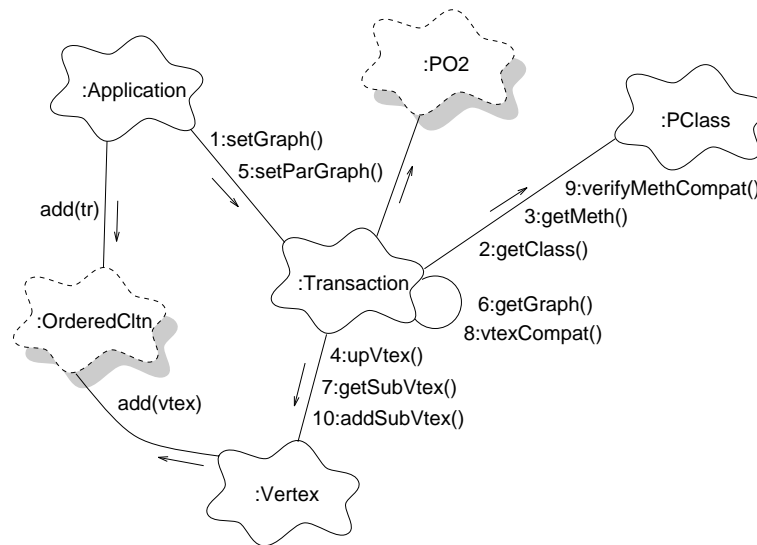 :PO2
:Application
:PClass
1:setGraph()
5:setParGraph()
9:verifyMethCompat()
3:getMeth()
2:getClass()
add(tr)
:Transaction
6:getGraph()
8:vtexCompat()
:OrderedCltn
4:upVtex()
7:getSubVtex()
10:addSubVtex()
add(vtex)
:Vertex